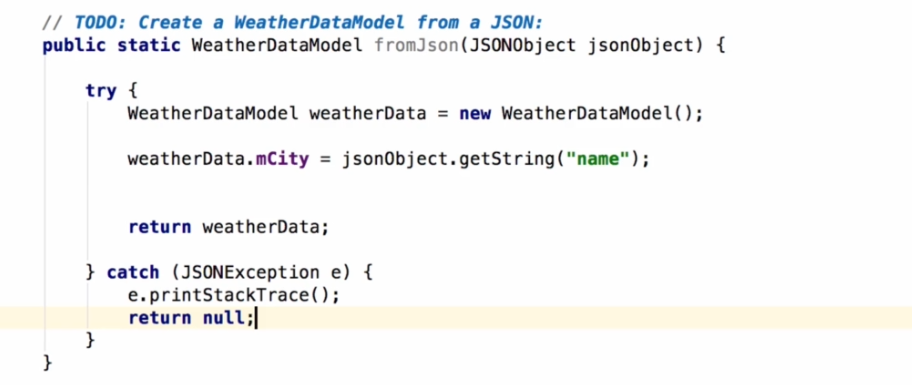 // TODO: Create a WeatherDataModel from a JSON:
public static WeatherDataModel fromJson(JSONObject jsonObject) {
try {
WeatherDataModel weatherData = new WeatherDataModel();
weatherData.mCity = jsonObject.getString("name");
return weatherData;
} catch (JSONException e) {
e.printStackTrace();
return null;
}
}